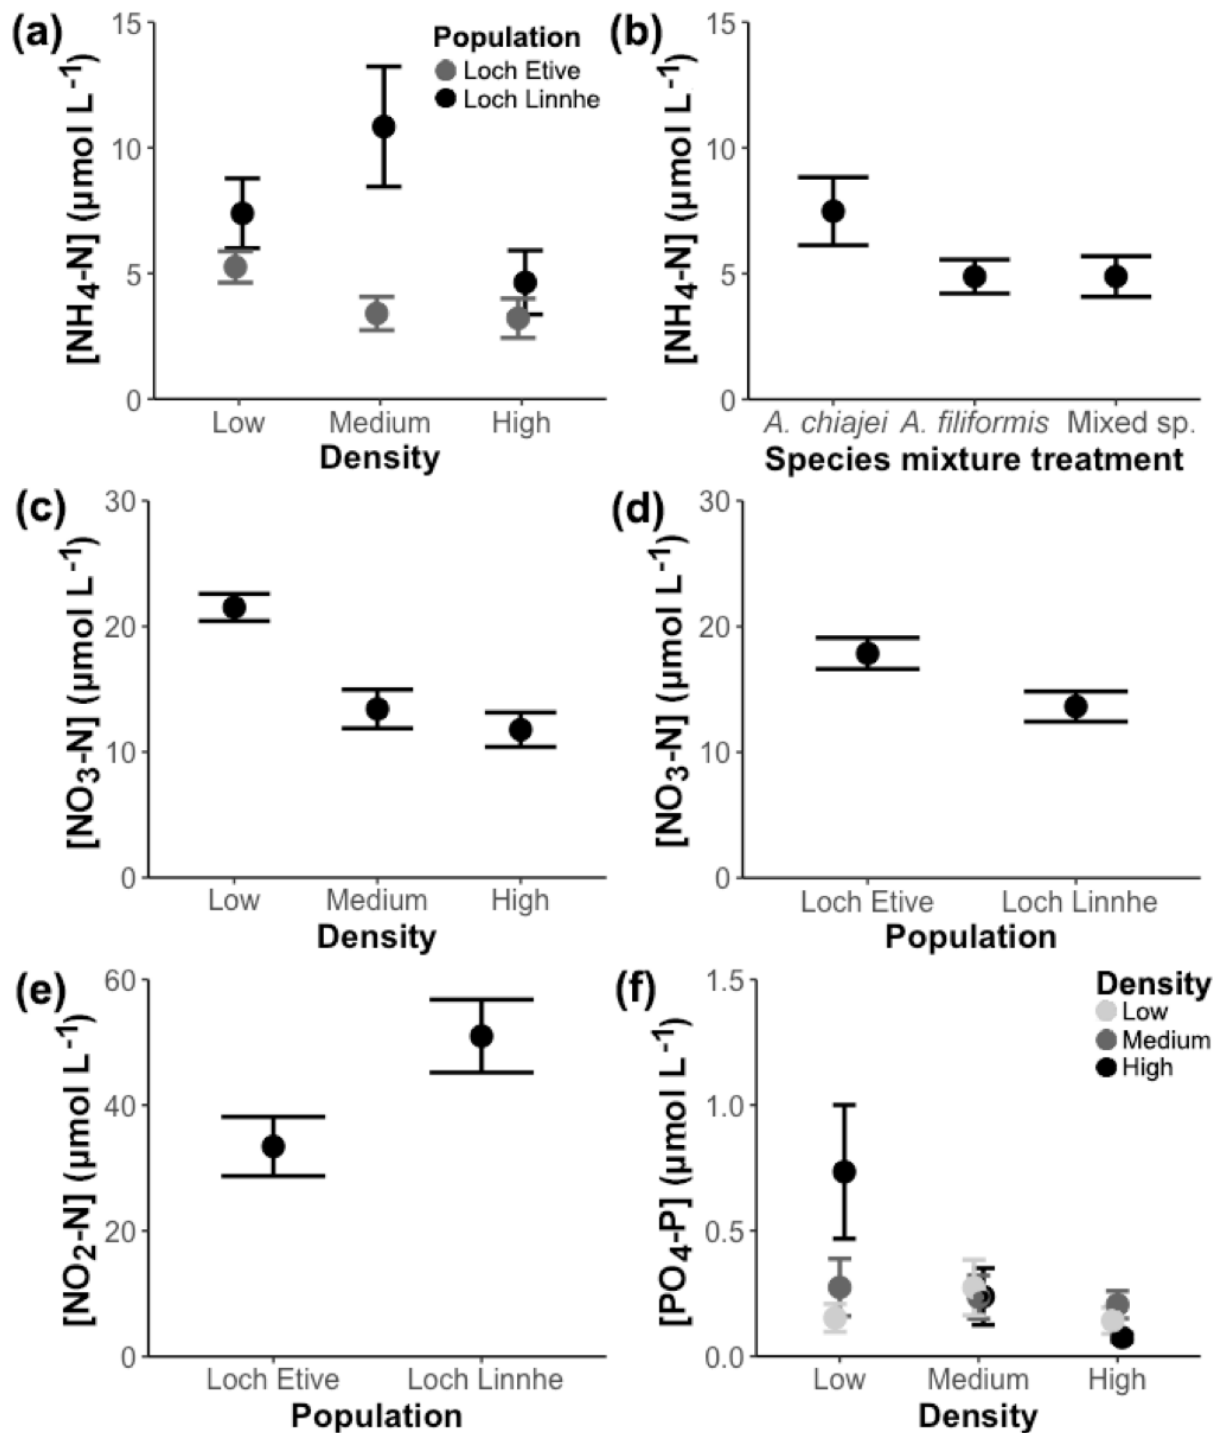 (a)
[NH4-N] (µmol L-1)
15
10
5
0
Population
Loch Etive
Loch Linnhe
Low Medium High
Density
(b)
[NH4-N] (µmol L-1)
15
10
5
0
A. chiajei A. filiformis Mixed sp.
Species mixture treatment
(c)
[NO3-N] (µmol L-1)
30
20
10
0
Low Medium High
Density
(d)
[NO3-N] (µmol L-1)
30
20
10
0
Loch Etive Loch Linnhe
Population
(e)
[NO2-N] (µmol L-1)
60
40
20
0
Loch Etive Loch Linnhe
Population
(f)
[PO4-P] (µmol L-1)
1.5
1.0
0.5
0.0
Density
Low
Medium
High
Low Medium High
Density